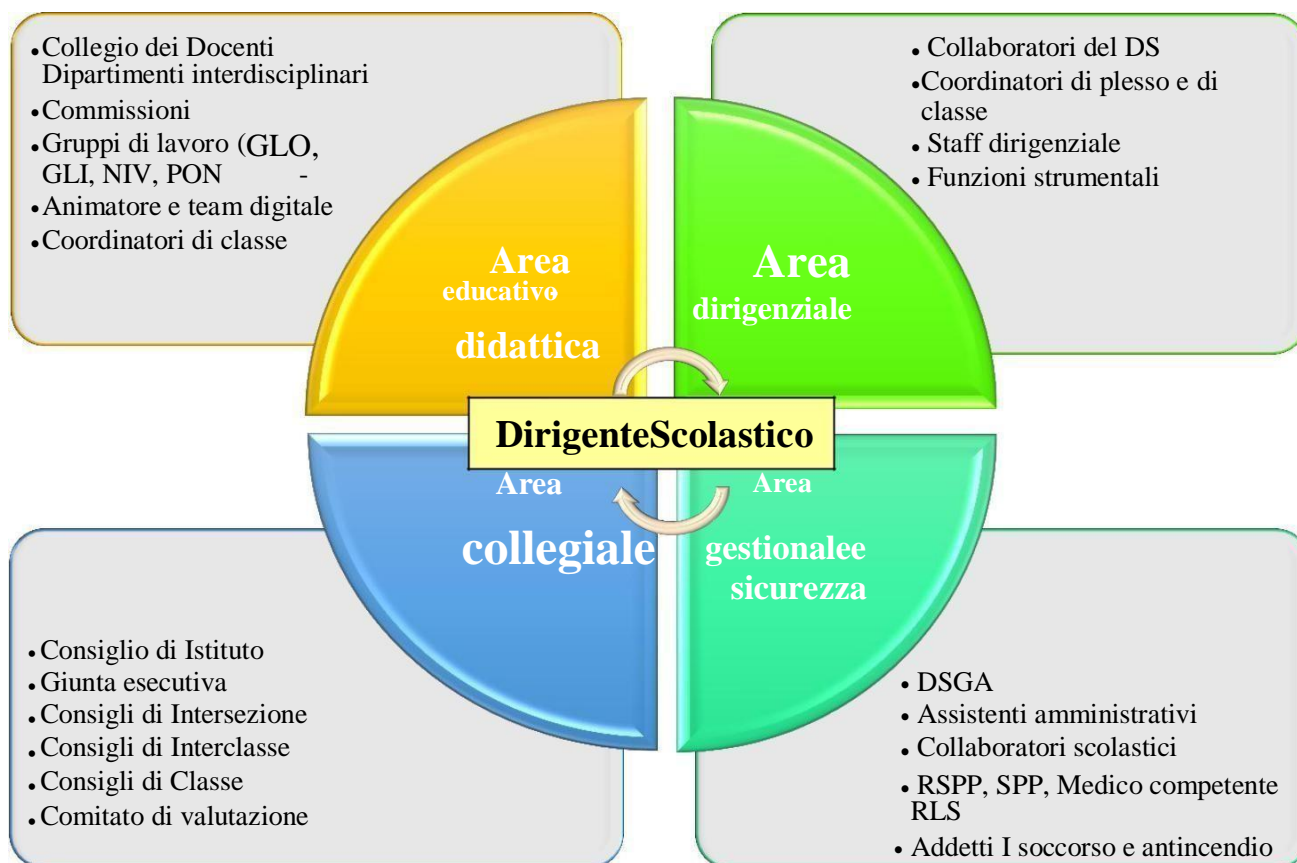 •Collegio dei Docenti
Dipartimenti interdisciplinari
•Commissioni
•Gruppi di lavoro (GLO,
GLI, NIV, PON -
•Animatore e team digitale
•Coordinatori di classe
• Collaboratori del DS
•Coordinatori di plesso e di
classe
• Staff dirigenziale
• Funzioni strumentali
Area
educativo-
didattica
Area
dirigenziale
DirigenteScolastico
Area
collegiale
Area
gestionalee
sicurezza
• Consiglio di Istituto
• Giunta esecutiva
• Consigli di Intersezione
• Consigli di Interclasse
• Consigli di Classe
• Comitato di valutazione
• DSGA
• Assistenti amministrativi
• Collaboratori scolastici
• RSPP, SPP, Medico competente
RLS
• Addetti I soccorso e antincendio